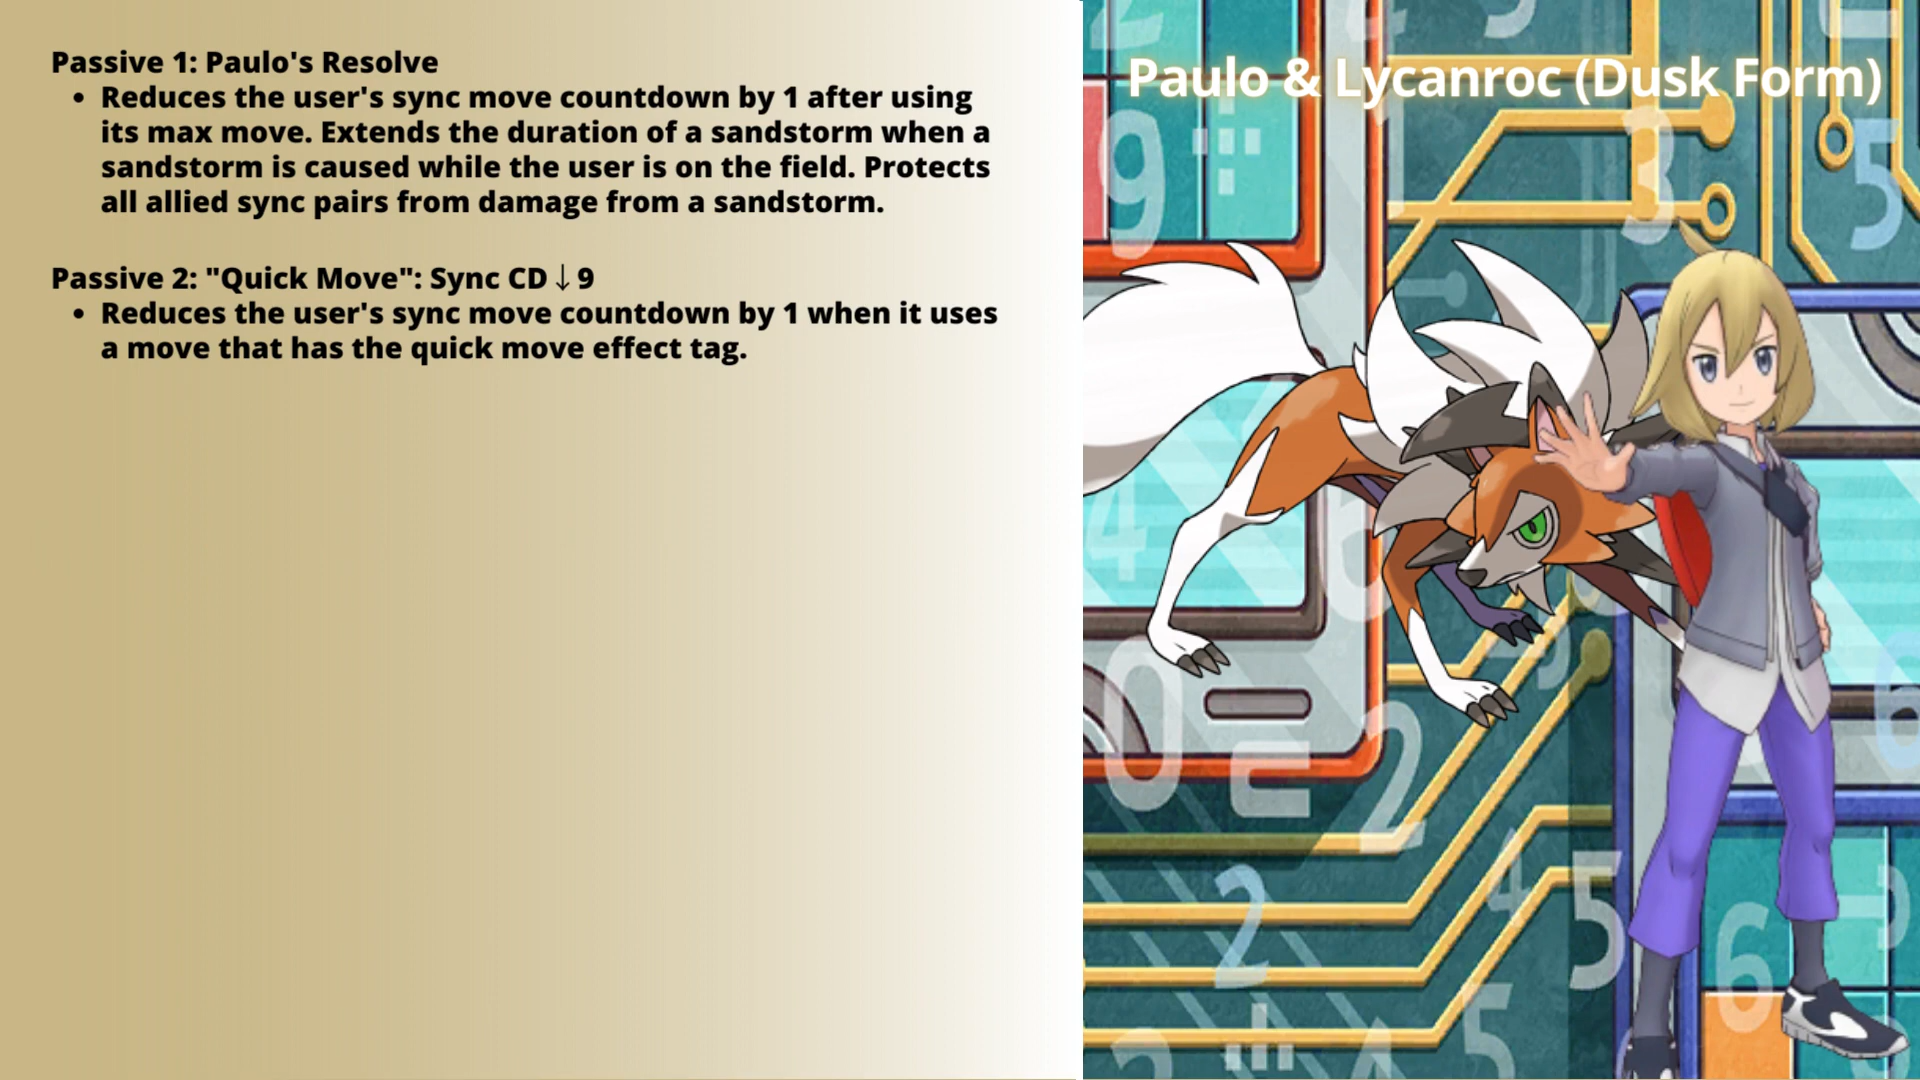 Passive 1: Paulo's Resolve
• Reduces the user's sync move countdown by 1 after using
its max move. Extends the duration of a sandstorm when a
sandstorm is caused while the user is on the field. Protects
all allied sync pairs from damage from a sandstorm.
Passive 2: "Quick Move": Sync CD ↓ 9
• Reduces the user's sync move countdown by 1 when it uses
a move that has the quick move effect tag.
Paulo & Lycanroc (Dusk Form)